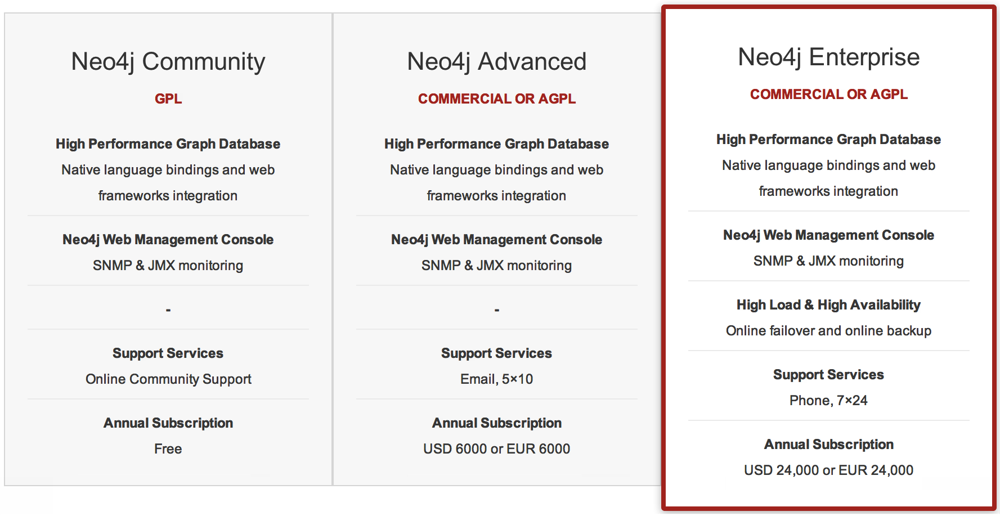 Neo4j Community
GPL
High Performance Graph Database
Native language bindings and web
frameworks integration
Neo4j Web Management Console
SNMP & JMX monitoring
-
Support Services
Online Community Support
Annual Subscription
Free
Neo4j Advanced
COMMERCIAL OR AGPL
High Performance Graph Database
Native language bindings and web
frameworks integration
Neo4j Web Management Console
SNMP & JMX monitoring
-
Support Services
Email, 5×10
Annual Subscription
USD 6000 or EUR 6000
Neo4j Enterprise
COMMERCIAL OR AGPL
High Performance Graph Database
Native language bindings and web
frameworks integration
Neo4j Web Management Console
SNMP & JMX monitoring
High Load & High Availability
Online failover and online backup
Support Services
Phone, 7×24
Annual Subscription
USD 24,000 or EUR 24,000